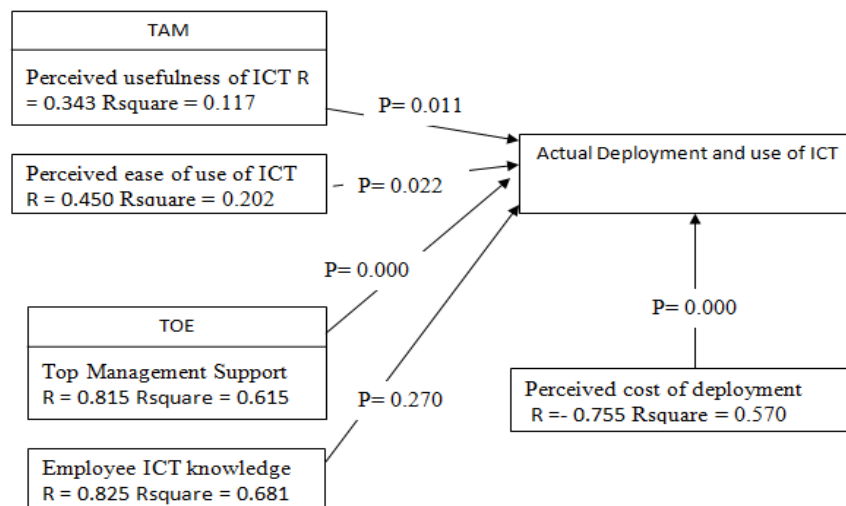 TAM
Perceived usefulness of ICT R
= 0.343 Rsquare = 0.117
P= 0.011
Actual Deployment and use of ICT
Perceived ease of use of ICT
R = 0.450 Rsquare = 0.202
P= 0.022
P= 0.000
TOE
Top Management Support
R = 0.815 Rsquare = 0.615
P= 0.000
Perceived cost of deployment
R =- 0.755 Rsquare = 0.570
P= 0.270
Employee ICT knowledge
R = 0.825 Rsquare = 0.681